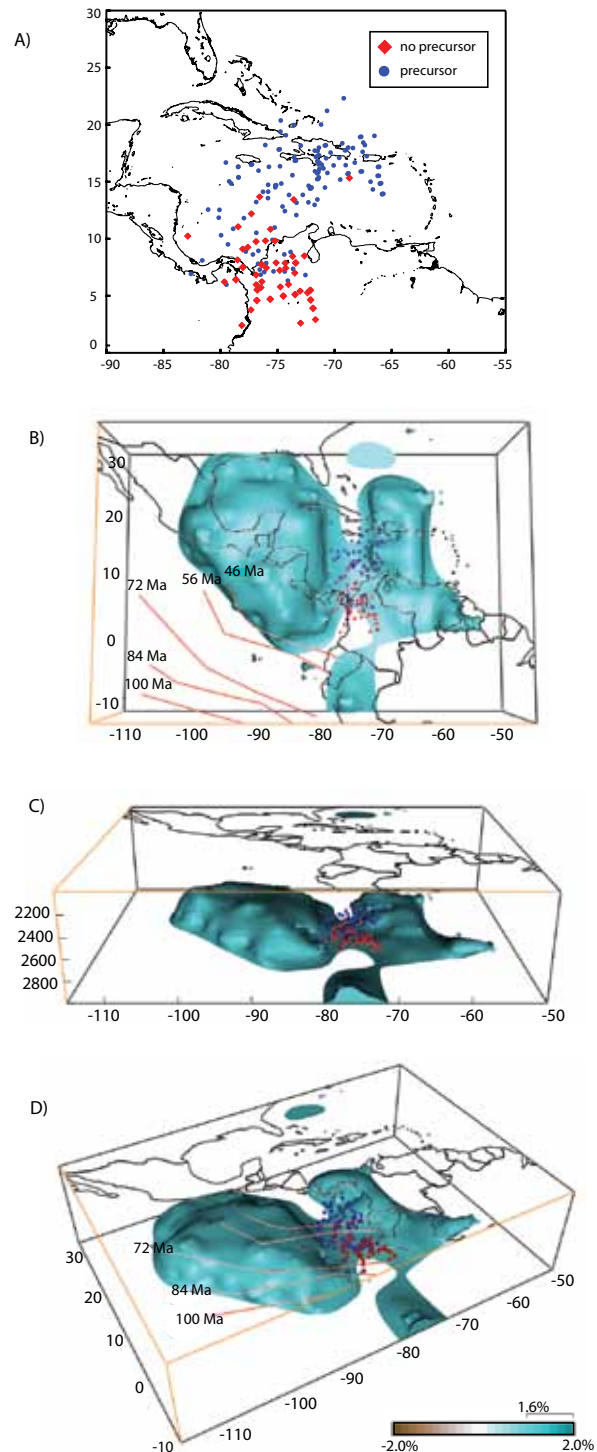 A)
30
25
20
15
10
5
0
no precursor
precursor
-90 -85 -80 -75 -70 -65 -60 -55
B)
30
20
10
0
-10
72 Ma
56 Ma
46 Ma
84 Ma
100 Ma
-110 -100 -90 -80 -70 -60 -50
C)
2200
2400
2600
2800
-110 -100 -90 -80 -70 -50
D)
72 Ma
84 Ma
100 Ma
30
20
10
0
-10
-110
-100
-90
-80
-70
-60
-50
1.6%
-2.0% 2.0%